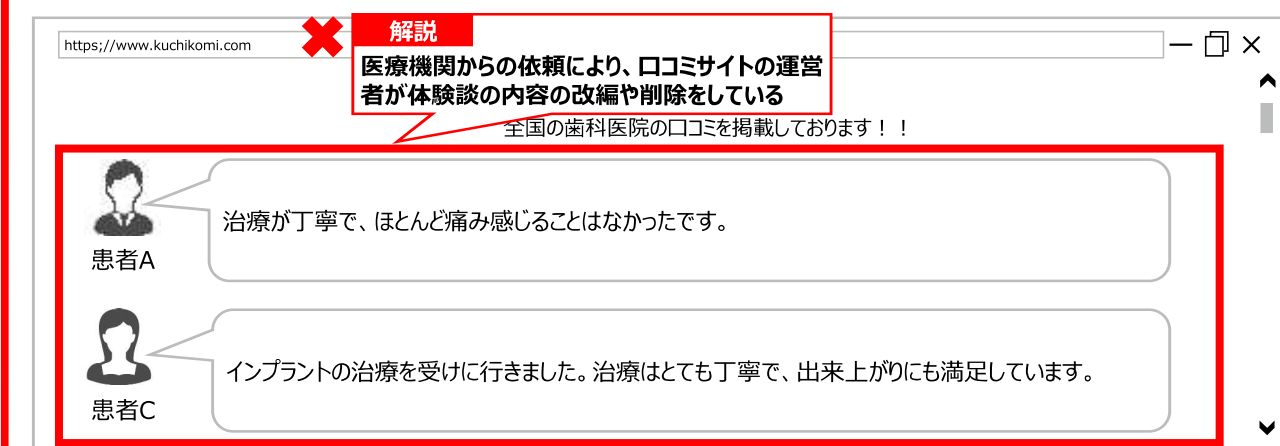 https;//www.kuchikomi.com
解説
医療機関からの依頼により、口コミサイトの運営
者が体験談の内容の改編や削除をしている
全国の歯科医院の口コミを掲載しております！！
治療が丁寧で、ほとんど痛み感じることはなかったです。
患者A
インプラントの治療を受けに行きました。治療はとても丁寧で、出来上がりにも満足しています。
患者C